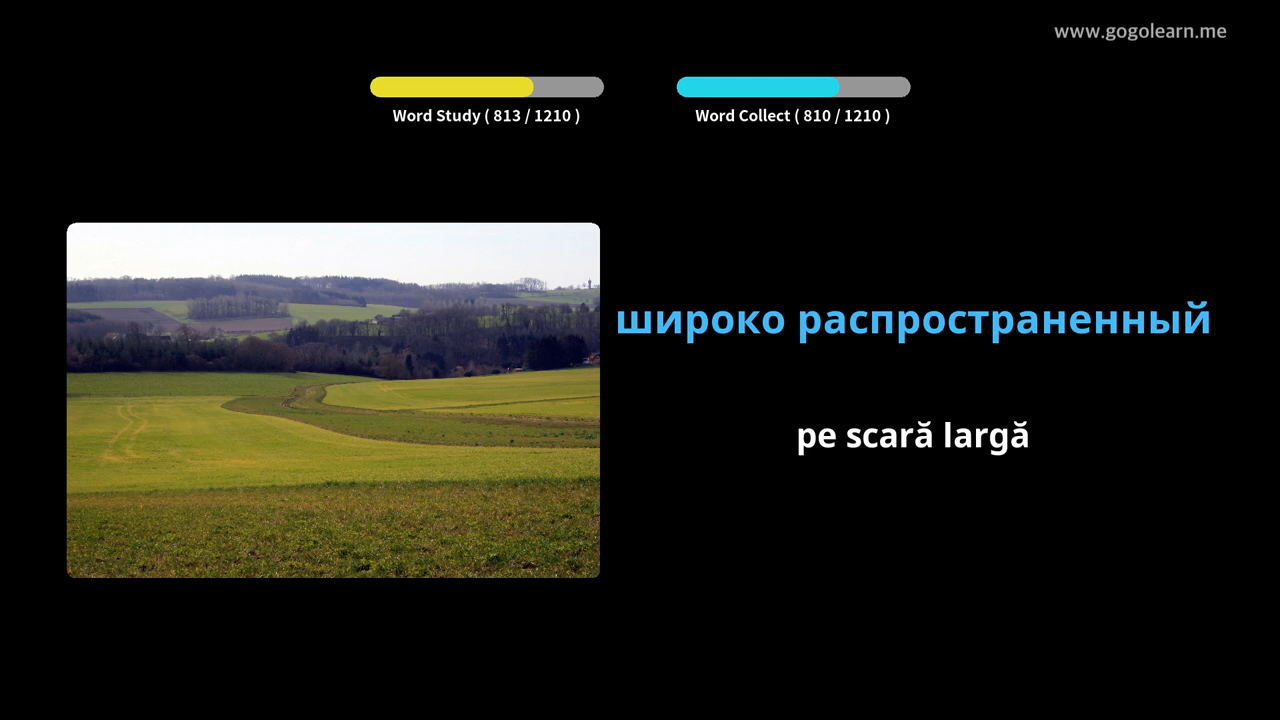 www.gogolearn.me
Word Study ( 813 / 1210 )
Word Collect ( 810 / 1210 )
широко распространенный
pe scară largă